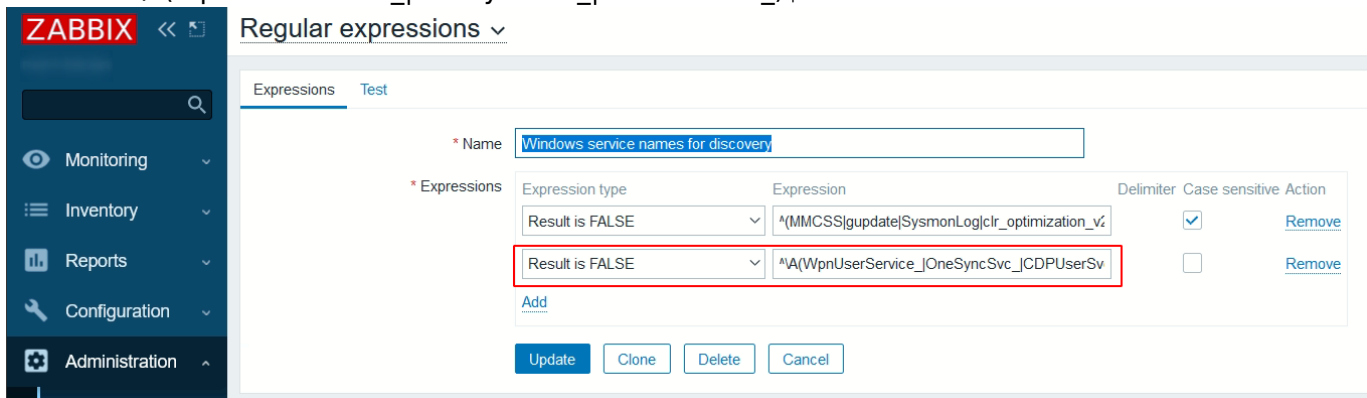 ZABBIX
Regular expressions
Expressions Test
* Name Windows service names for discovery
* Expressions Expression type Expression Delimiter Case sensitive Action
Result is FALSE ^(MMCSS|gupdate|SysmonLog|clr_optimization_v2 Remove
Result is FALSE ^\A(WpnUserService_|OneSyncSvc_|CDPUserSv Remove
Add
Update Clone Delete Cancel
Monitoring
Inventory
Reports
Configuration
Administration